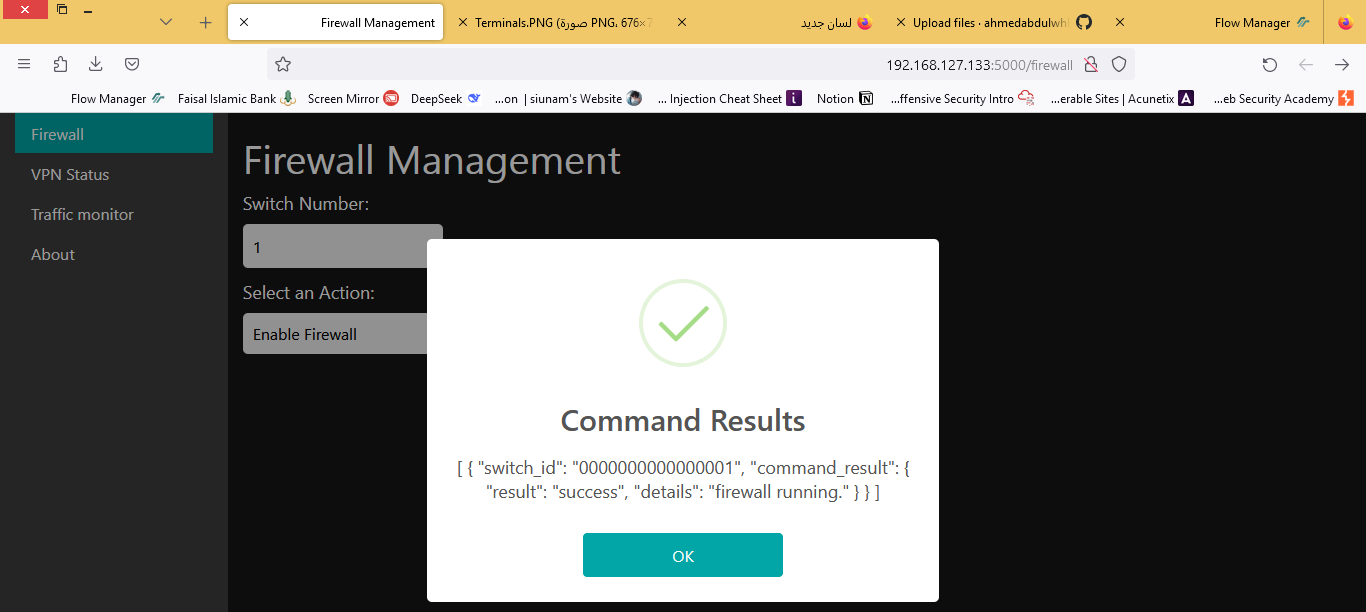 Firewall Management
Terminals.PNG (صورة PNG، 676×7
لسان جديد
Upload files · ahmedabdulwh
Flow Manager
192.168.127.133:5000/firewall
Flow Manager
Faisal Islamic Bank
Screen Mirror
DeepSeek
...on | siunam's Website
... Injection Cheat Sheet
Notion
...ffensive Security Intro
...erable Sites | Acunetix
...eb Security Academy
Firewall
VPN Status
Traffic monitor
About
Firewall Management
Switch Number:
1
Select an Action:
Enable Firewall
Command Results
[ { "switch_id": "0000000000000001", "command_result": {
"result": "success", "details": "firewall running." } } ]
OK